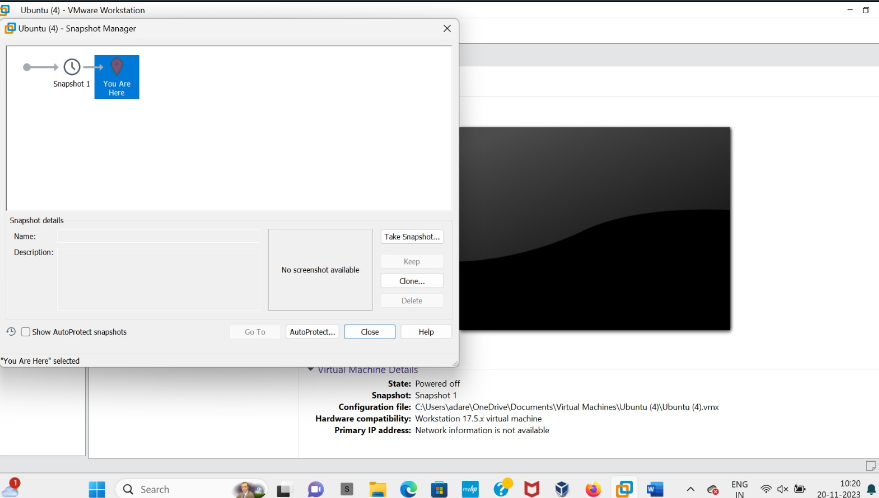 Ubuntu (4) - VMware Workstation
Ubuntu (4) - Snapshot Manager
Snapshot 1
You Are
Here
Snapshot details
Name:
Description:
No screenshot available
Take Snapshot...
Keep
Clone...
Delete
Show AutoProtect snapshots
Go To
AutoProtect...
Close
Help
"You Are Here" selected
Virtual Machine Details
State: Powered off
Snapshot: Snapshot 1
Configuration file: C:\Users\adare\OneDrive\Documents\Virtual Machines\Ubuntu (4)\Ubuntu (4).vmx
Hardware compatibility: Workstation 17.5.x virtual machine
Primary IP address: Network information is not available
1
Search
S
myhp
?
W
ENG
IN
10:20
20-11-2023